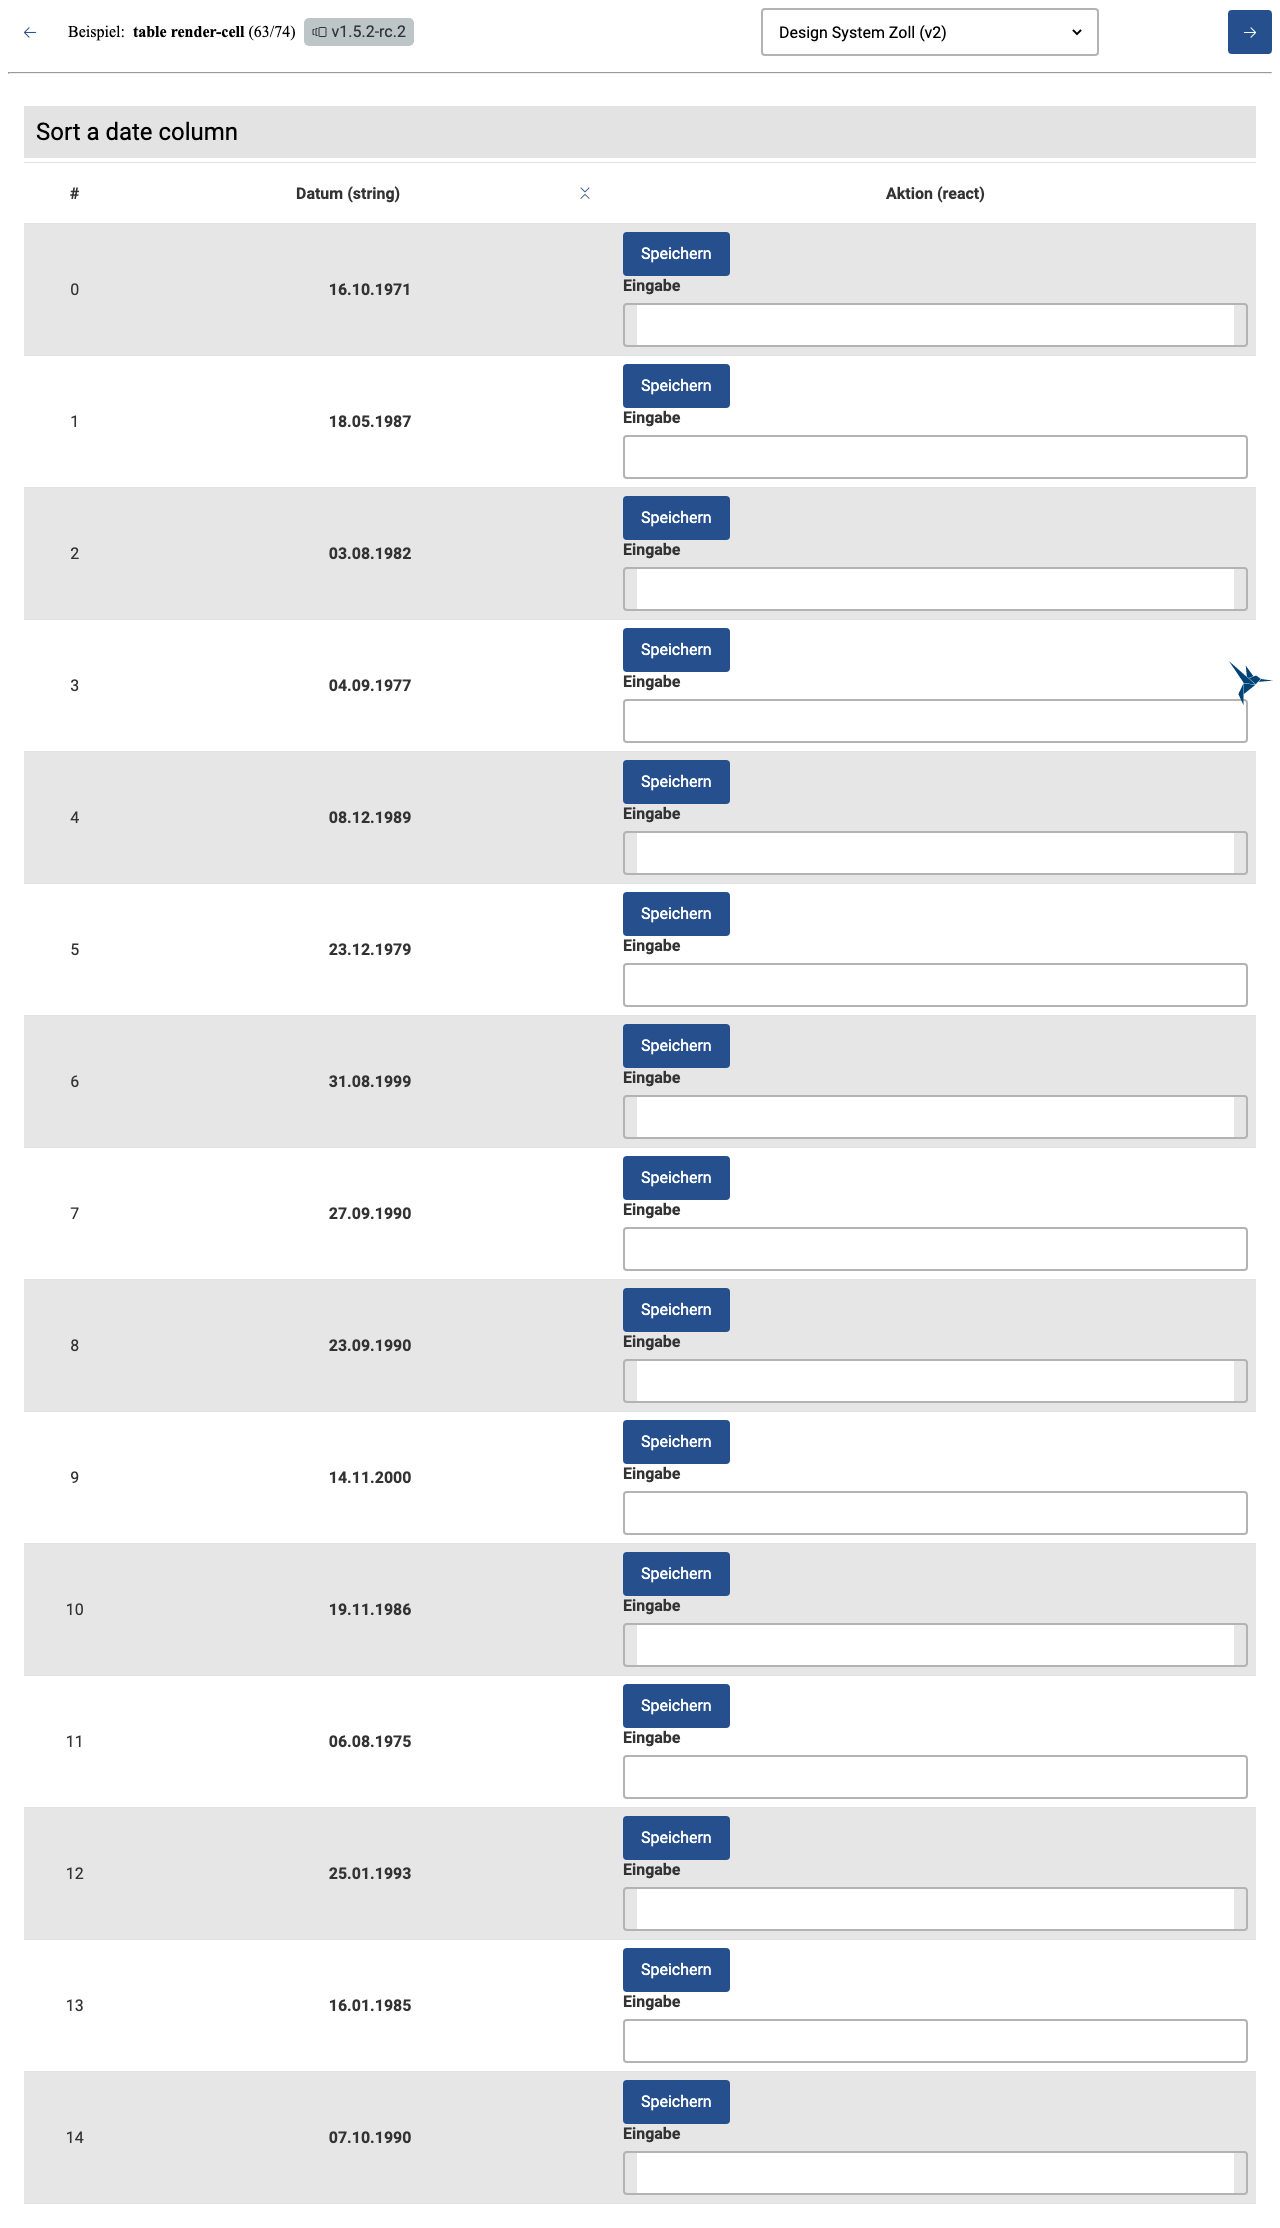 Beispiel: table render-cell (63/74) v1.5.2-rc.2 Design System Zoll (v2)
Sort a date column
# Datum (string) Aktion (react)
Speichern
0 16.10.1971 Eingabe
Speichern
1 18.05.1987 Eingabe
Speichern
2 03.08.1982 Eingabe
Speichern
3 04.09.1977 Eingabe
Speichern
4 08.12.1989 Eingabe
Speichern
5 23.12.1979 Eingabe
Speichern
6 31.08.1999 Eingabe
Speichern
7 27.09.1990 Eingabe
Speichern
8 23.09.1990 Eingabe
Speichern
9 14.11.2000 Eingabe
Speichern
10 19.11.1986 Eingabe
Speichern
11 06.08.1975 Eingabe
Speichern
12 25.01.1993 Eingabe
Speichern
13 16.01.1985 Eingabe
Speichern
14 07.10.1990 Eingabe